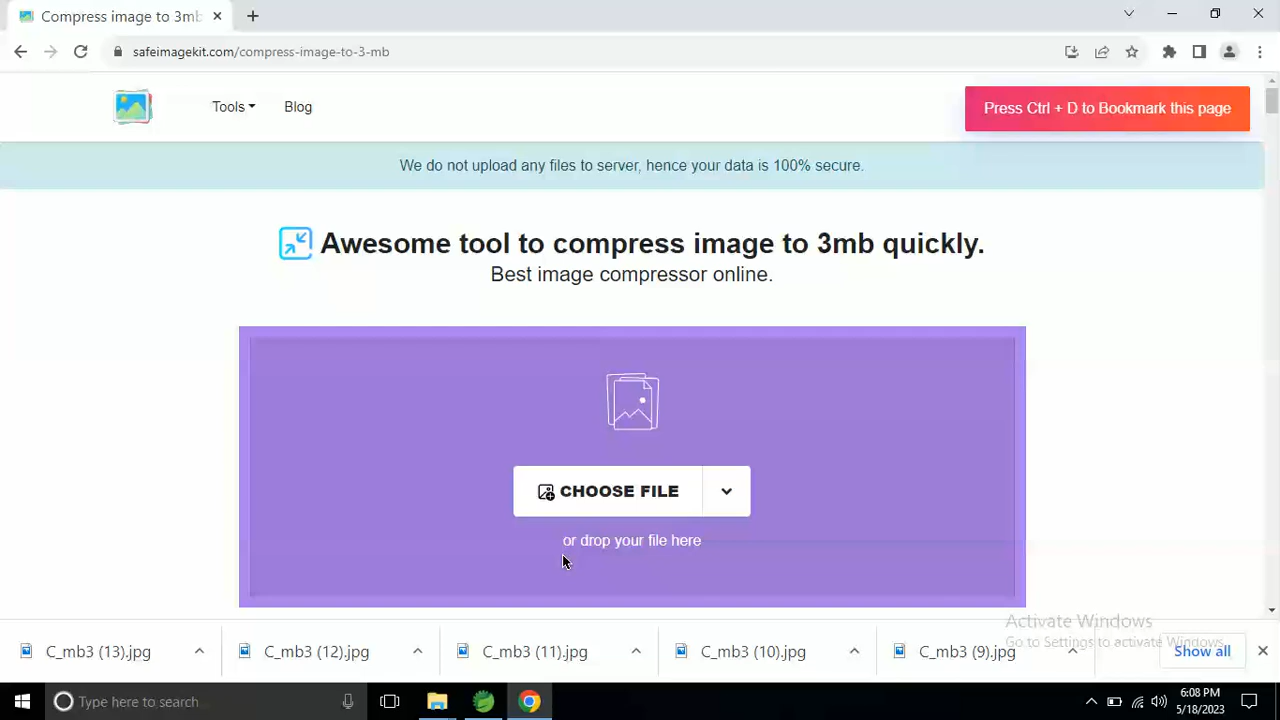 Compress image to 3mb
safeimagekit.com/compress-image-to-3-mb
Tools
Blog
Press Ctrl + D to Bookmark this page
We do not upload any files to server, hence your data is 100% secure.
Awesome tool to compress image to 3mb quickly.
Best image compressor online.
CHOOSE FILE
or drop your file here
Activate Windows
Go to Settings to activate Windows.
C_mb3 (13).jpg
C_mb3 (12).jpg
C_mb3 (11).jpg
C_mb3 (10).jpg
C_mb3 (9).jpg
Show all
Type here to search
6:08 PM
5/18/2023